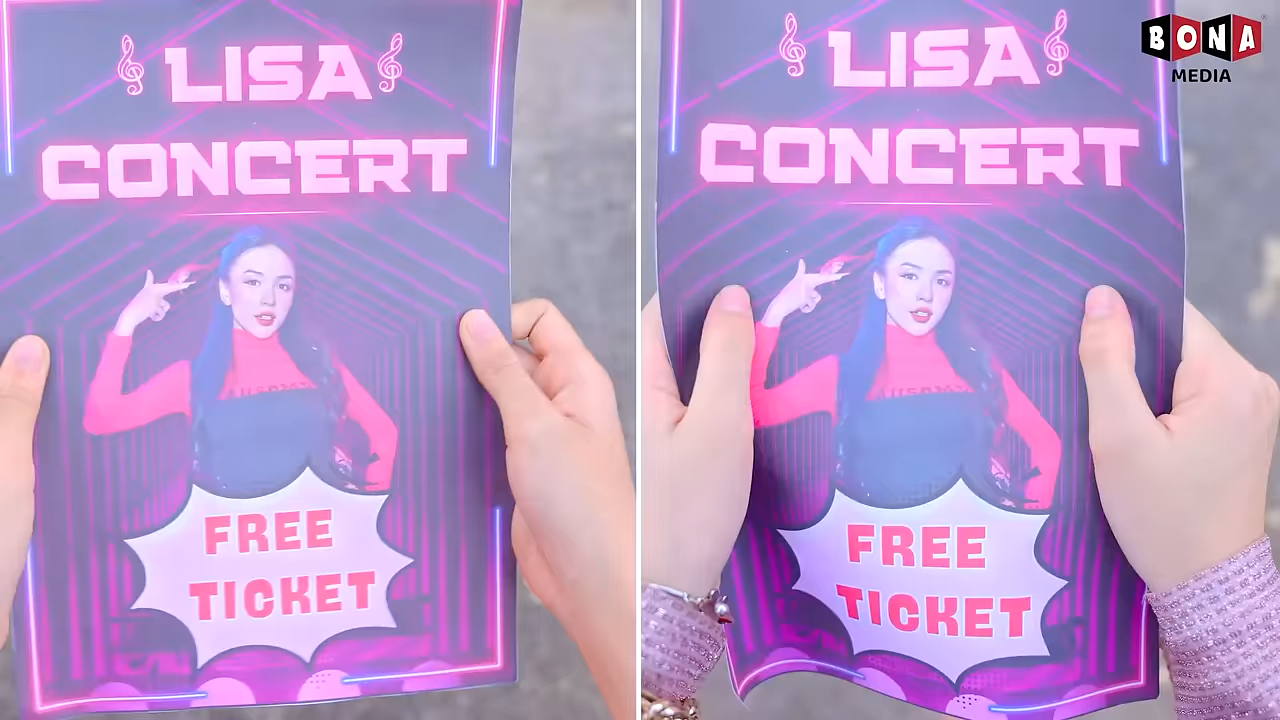 LISA
CONCERT
FREE
TICKET
LISA
CONCERT
FREE
TICKET
BONA
MEDIA